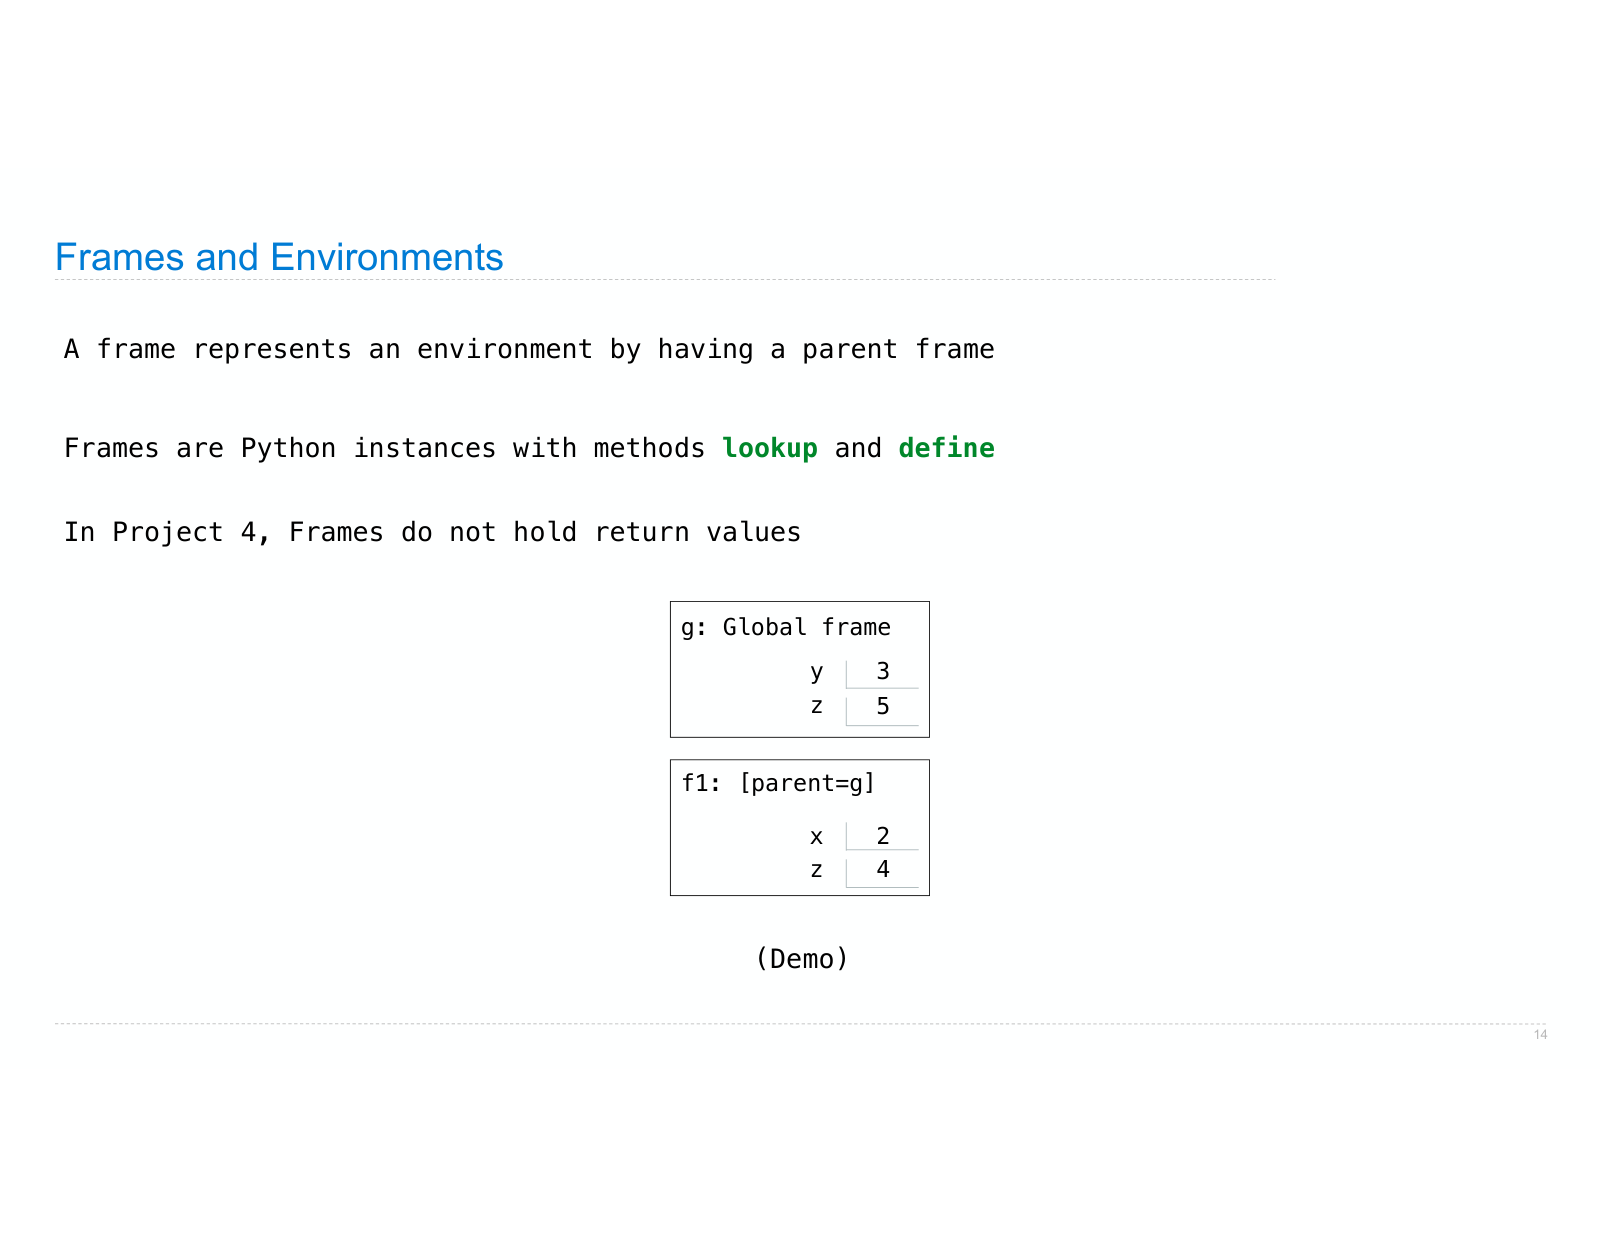 Frames and Environments
A frame represents an environment by having a parent frame
Frames are Python instances with methods lookup and define
In Project 4, Frames do not hold return values
g: Global frame
y 3
z 5
f1: [parent=g]
x 2
z 4
(Demo)
14